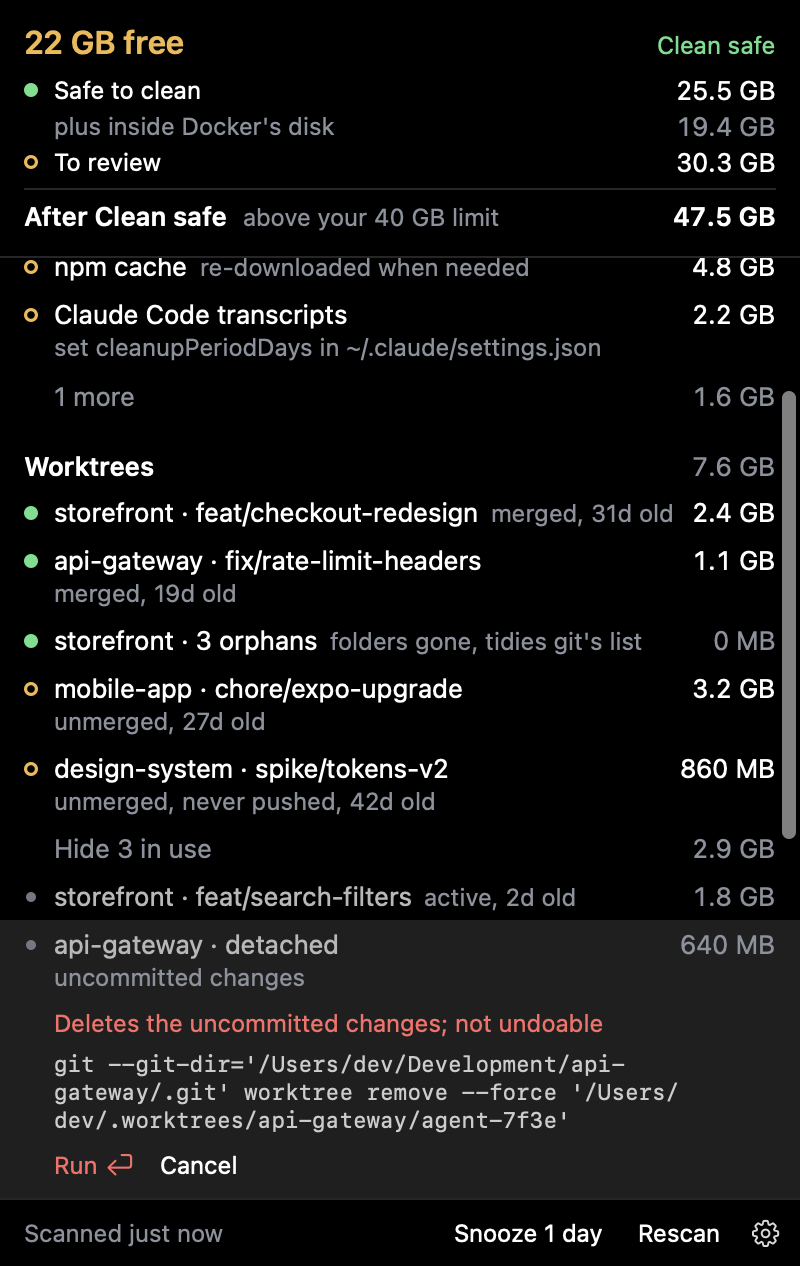 22 GB free Clean safe
Safe to clean 25.5 GB
plus inside Docker's disk 19.4 GB
To review 30.3 GB
After Clean safe above your 40 GB limit 47.5 GB
npm cache re-downloaded when needed 4.8 GB
Claude Code transcripts 2.2 GB
set cleanupPeriodDays in ~/.claude/settings.json
1 more 1.6 GB
Worktrees 7.6 GB
storefront · feat/checkout-redesign merged, 31d old 2.4 GB
api-gateway · fix/rate-limit-headers 1.1 GB
merged, 19d old
storefront · 3 orphans folders gone, tidies git's list 0 MB
mobile-app · chore/expo-upgrade 3.2 GB
unmerged, 27d old
design-system · spike/tokens-v2 860 MB
unmerged, never pushed, 42d old
Hide 3 in use 2.9 GB
storefront · feat/search-filters active, 2d old 1.8 GB
api-gateway · detached 640 MB
uncommitted changes
Deletes the uncommitted changes; not undoable
git --git-dir='/Users/dev/Development/api-
gateway/.git' worktree remove --force '/Users/
dev/.worktrees/api-gateway/agent-7f3e'
Run Cancel
Scanned just now Snooze 1 day Rescan